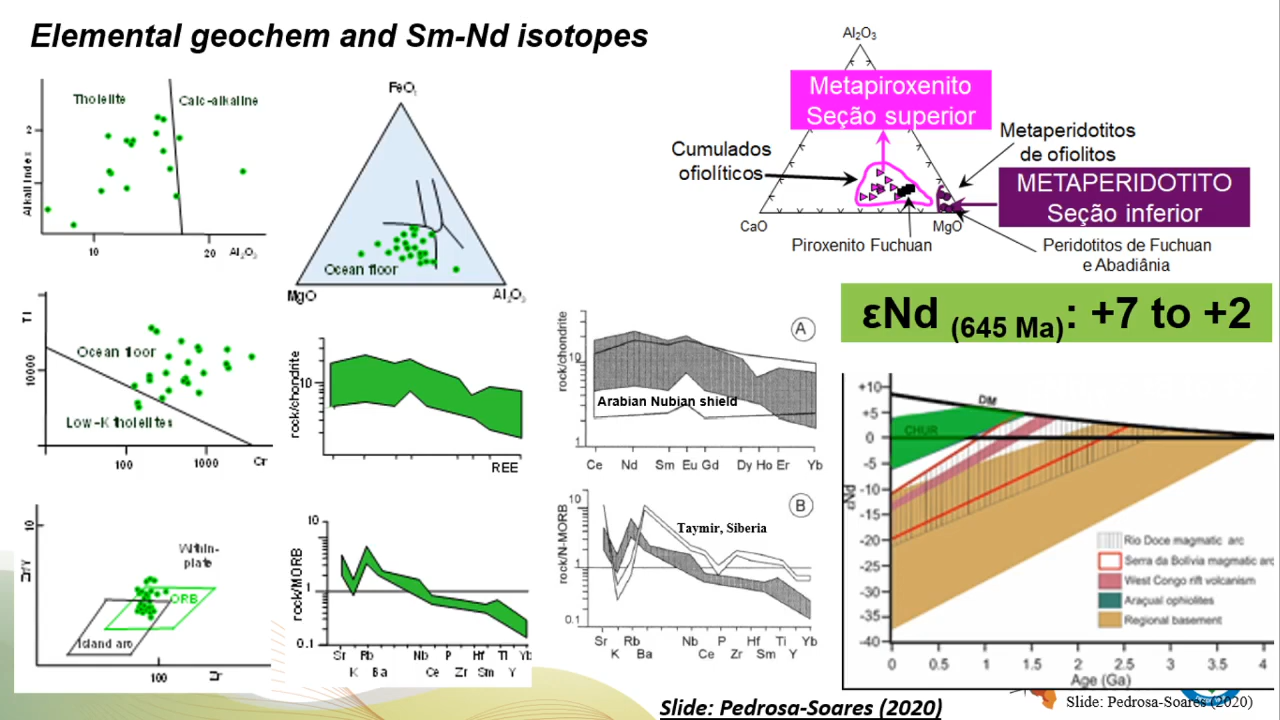 Elemental geochem and Sm-Nd isotopes
Tholeiite
Calc-alkaline
2
Alkali Index
10
20
Al₂O₃
FeOₜ
Ocean floor
MgO
Al₂O₃
Al₂O₃
Metapiroxenito
Seção superior
Cumulados
ofiolíticos
Metaperidotitos
de ofiolitos
METAPERIDOTITO
Seção inferior
CaO
MgO
Piroxenito Fuchuan
Peridotitos de Fuchuan
e Abadiânia
εNd (645 Ma): +7 to +2
Ti
10000
Ocean floor
Low-K tholeiites
100
1000
Cr
rock/chondrite
10
REE
rock/chondrite
10
1
A
Arabian Nubian shield
Ce Nd Sm Eu Gd Dy Ho Er Yb
+10
+5
0
-5
-10
-15
-20
-25
-30
-35
-40
εNd
DM
CHUR
Rio Doce magmatic arc
Serra da Bolívia magmatic arc
West Congo rift volcanism
Araçuaí ophiolites
Regional basement
0 0.5 1 1.5 2 2.5 3 3.5 4
Age (Ga)
Zr/Y
10
Within-
plate
ORB
Island arc
100
Zr
rock/MORB
10
1
0.1
Sr Rb Nb P Hf Ti Yb
K Ba Ce Zr Sm Y
rock/N-MORB
10
1
0.1
B
Taymir, Siberia
Sr Rb Nb P Hf Ti Yb
K Ba Ce Zr Sm Y
Slide: Pedrosa-Soares (2020)
Slide: Pedrosa-Soares (2020)